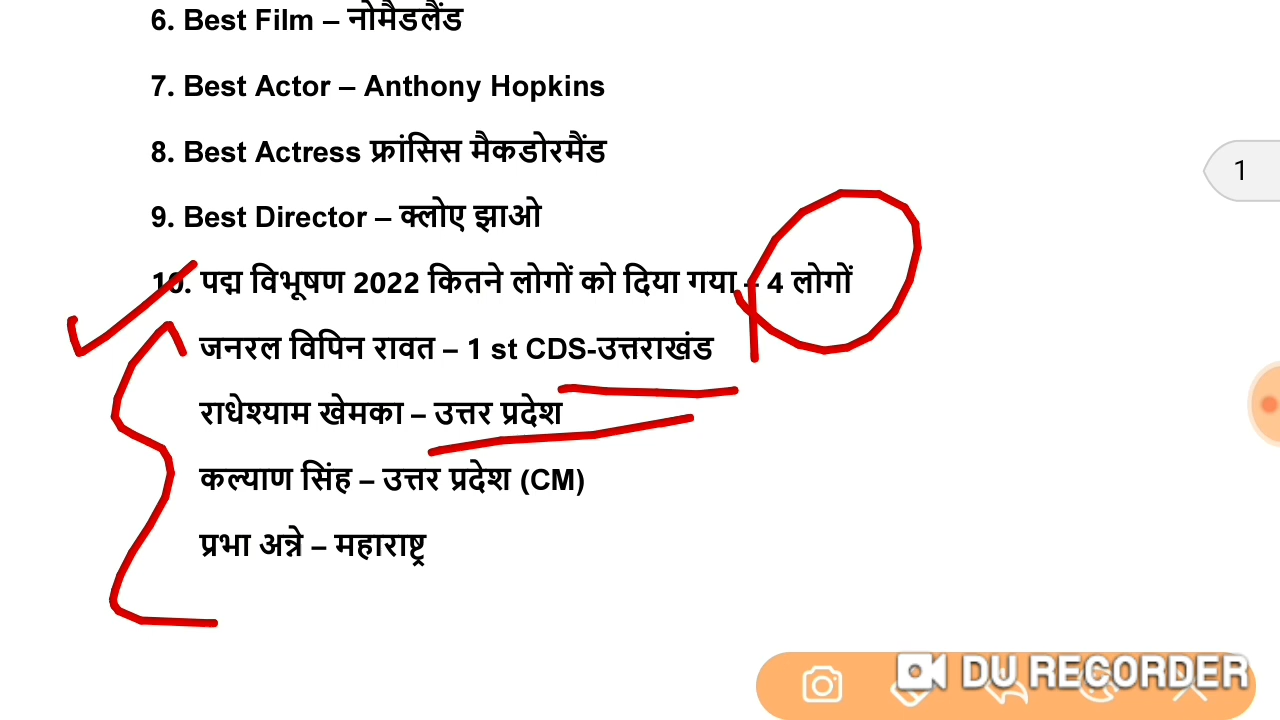 6. Best Film – नोमैडलैंड
7. Best Actor – Anthony Hopkins
8. Best Actress फ्रांसिस मैकडोरमैंड
9. Best Director – क्लोए झाओ
10. पद्म विभूषण 2022 कितने लोगों को दिया गया – 4 लोगों
जनरल विपिन रावत – 1 st CDS-उत्तराखंड
राधेश्याम खेमका – उत्तर प्रदेश
कल्याण सिंह – उत्तर प्रदेश (CM)
प्रभा अन्ने – महाराष्ट्र
1
DU RECORDER